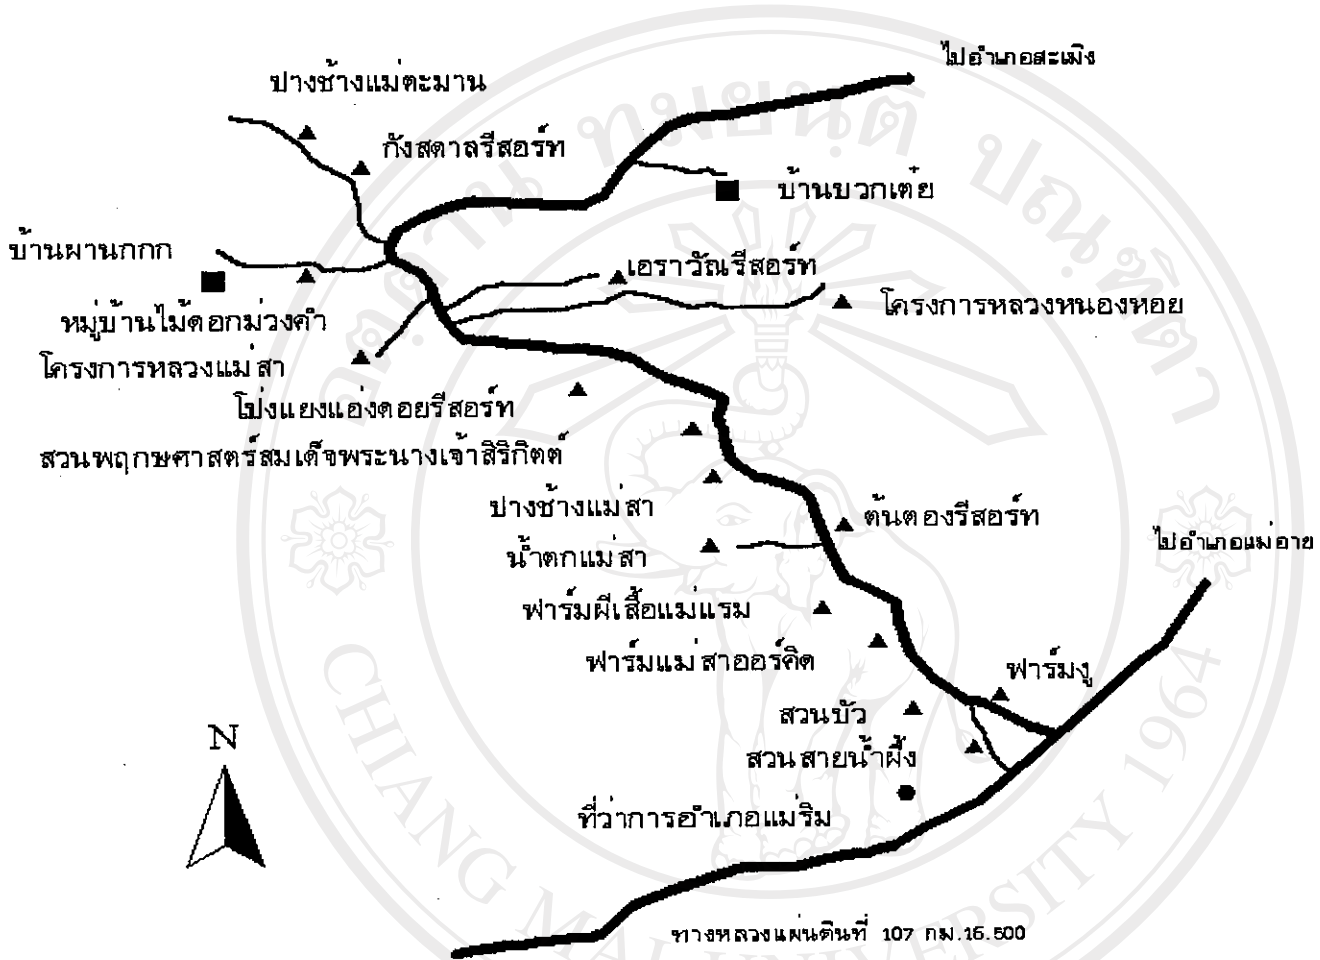 ไปอำเภอสะเมิง
ปางช้างแม่ตะมาน
กังสดาลรีสอร์ท
บ้านบวกเต๋ย
บ้านผานกกก
เอราวัณรีสอร์ท
โครงการหลวงหนองหอย
หมู่บ้านไม้ดอกม่วงคำ
โครงการหลวงแม่สา
โป่งแยงแอ่งดอยรีสอร์ท
สวนพฤกษศาสตร์สมเด็จพระนางเจ้าสิริกิตต์
ปางช้างแม่สา
ต้นตองรีสอร์ท
น้ำตกแม่สา
ไปอำเภอแม่อาย
ฟาร์มผีเสื้อแม่แรม
ฟาร์มแม่สาออร์คิด
ฟาร์มงู
สวนบัว
N
สวนสายน้ำผึ้ง
ที่ว่าการอำเภอแม่ริม
ทางหลวงแผ่นดินที่ 107 กม.16.500
CHIANG MAI UNIVERSITY 1964